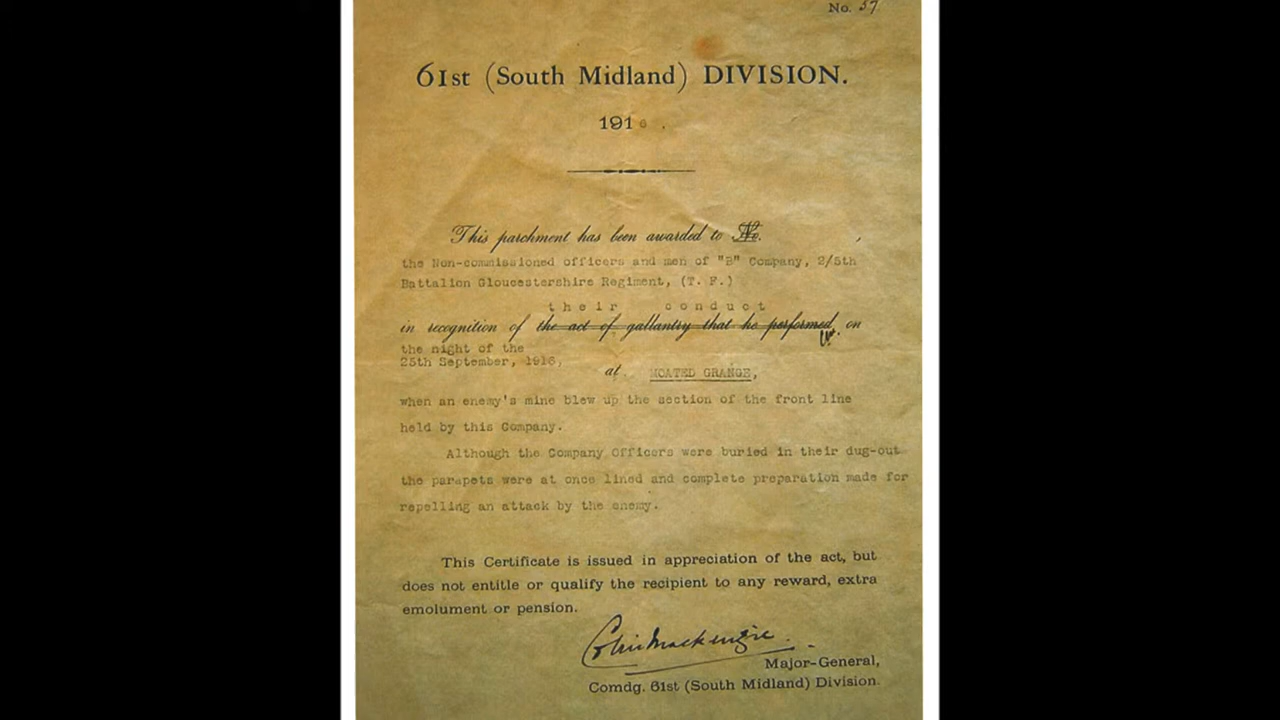 No. 57
61st (South Midland) DIVISION.
1916.
This parchment has been awarded to No. ,
the Non-commissioned officers and men of "B" Company, 2/5th
Battalion Gloucestershire Regiment, (T. F.)
their conduct
in recognition of the act of gallantry that he performed, on
the night of the
25th September, 1916,
at MOATED GRANGE,
when an enemy's mine blew up the section of the front line
held by this Company.
Although the Company Officers were buried in their dug-out
the parapets were at once lined and complete preparation made for
repelling an attack by the enemy.
This Certificate is issued in appreciation of the act, but
does not entitle or qualify the recipient to any reward, extra
emolument or pension.
Colin Mackenzie.
Major-General,
Comdg. 61st (South Midland) Division.